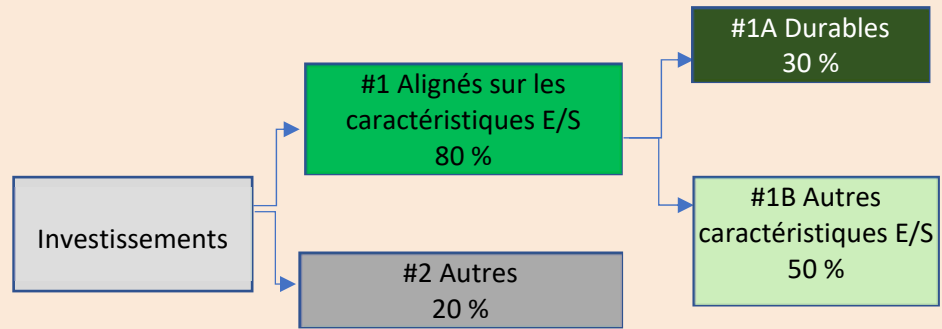 #1A Durables
30 %
#1 Alignés sur les
caractéristiques E/S
80 %
Investissements
#1B Autres
caractéristiques E/S
50 %
#2 Autres
20 %